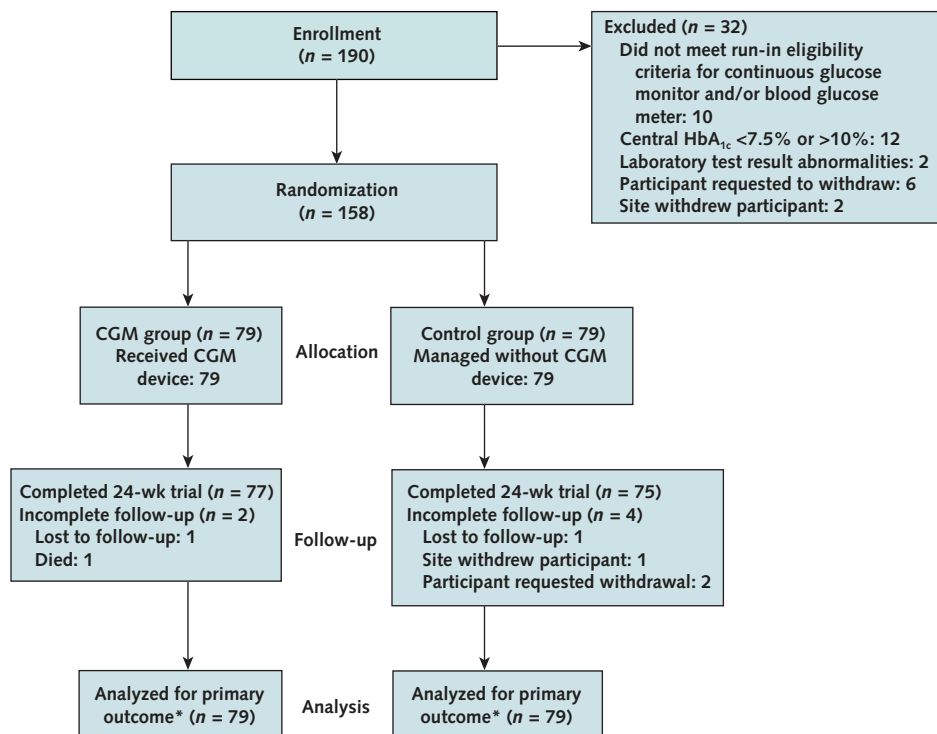 Enrollment
(n = 190)
Excluded (n = 32)
Did not meet run-in eligibility
criteria for continuous glucose
monitor and/or blood glucose
meter: 10
Central HbA1c <7.5% or >10%: 12
Laboratory test result abnormalities: 2
Participant requested to withdraw: 6
Site withdrew participant: 2
Randomization
(n = 158)
CGM group (n = 79)
Received CGM
device: 79
Allocation
Control group (n = 79)
Managed without CGM
device: 79
Completed 24-wk trial (n = 77)
Incomplete follow-up (n = 2)
Lost to follow-up: 1
Died: 1
Follow-up
Completed 24-wk trial (n = 75)
Incomplete follow-up (n = 4)
Lost to follow-up: 1
Site withdrew participant: 1
Participant requested withdrawal: 2
Analyzed for primary
outcome* (n = 79)
Analysis
Analyzed for primary
outcome* (n = 79)